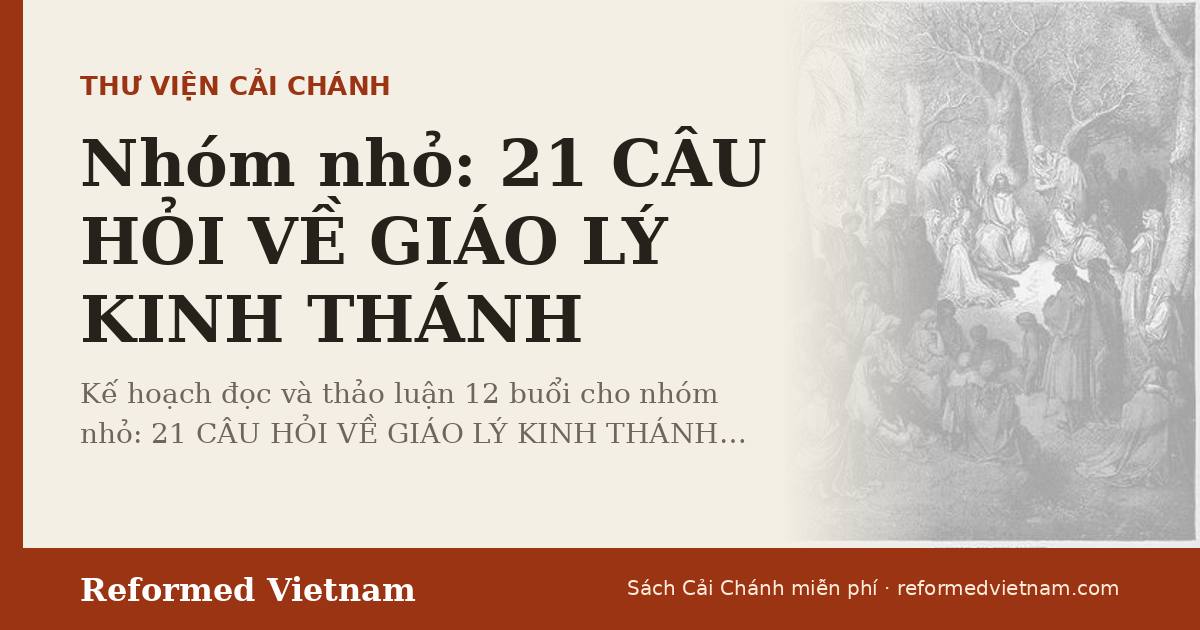 THƯ VIỆN CẢI CHÁNH
Nhóm nhỏ: 21 CÂU
HỎI VỀ GIÁO LÝ
KINH THÁNH
Kế hoạch đọc và thảo luận 12 buổi cho nhóm
nhỏ: 21 CÂU HỎI VỀ GIÁO LÝ KINH THÁNH...
Reformed Vietnam
Sách Cải Chánh miễn phí · reformedvietnam.com